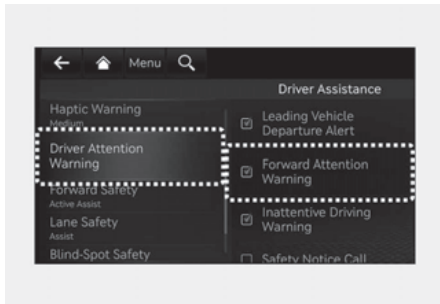 Menu
Driver Assistance
Haptic Warning
Medium
Driver Attention
Warning
Forward Safety
Active Assist
Lane Safety
Assist
Blind-Spot Safety
Leading Vehicle
Departure Alert
Forward Attention
Warning
Inattentive Driving
Warning
Safety Notice Call